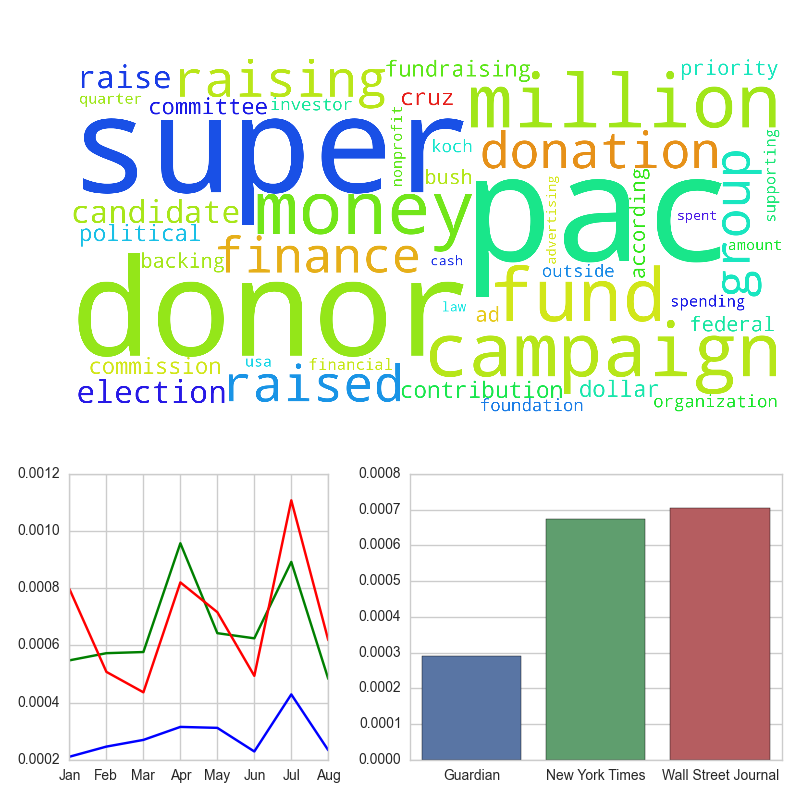 raise
raising
fundraising
priority
quarter
committee
investor
cruz
million
super
nonprofit
koch
donation
pac
group
supporting
bush
advertising
according
spent
candidate
money
political
finance
backing
cash
outside
amount
donor
law
ad
fund
spending
federal
campaign
commission
usa
financial
election
raised
contribution
dollar
foundation
organization
0.0012
0.0010
0.0008
0.0006
0.0004
0.0002
Jan Feb Mar Apr May Jun Jul Aug
0.0008
0.0007
0.0006
0.0005
0.0004
0.0003
0.0002
0.0001
0.0000
Guardian New York Times Wall Street Journal